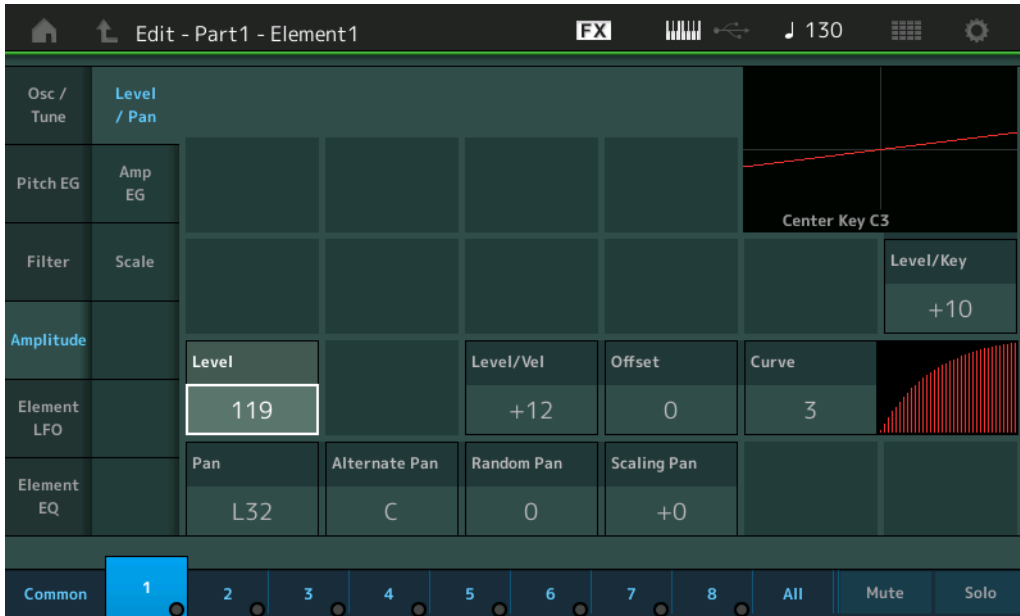 Edit - Part1 - Element1 FX ♩ 130
Osc /
Tune
Level
/ Pan
Pitch EG
Amp
EG
Center Key C3
Filter
Scale
Level/Key
+10
Amplitude
Level
Level/Vel
Offset
Curve
119
+12
0
3
Element
LFO
Pan
Alternate Pan
Random Pan
Scaling Pan
L32
C
0
+0
Element
EQ
Common 1 2 3 4 5 6 7 8 All Mute Solo